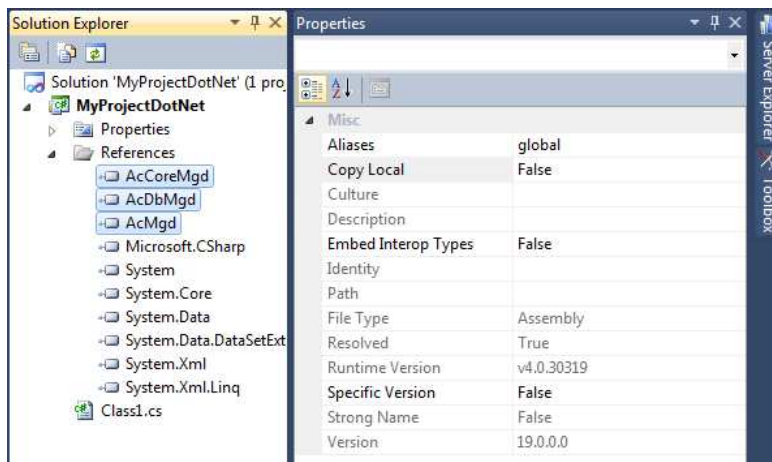 Solution Explorer
Solution 'MyProjectDotNet' (1 proj
MyProjectDotNet
Properties
References
AcCoreMgd
AcDbMgd
AcMgd
Microsoft.CSharp
System
System.Core
System.Data
System.Data.DataSetExt
System.Xml
System.Xml.Linq
Class1.cs
Properties
Misc
Aliases global
Copy Local False
Culture
Description
Embed Interop Types False
Identity
Path
File Type Assembly
Resolved True
Runtime Version v4.0.30319
Specific Version False
Strong Name False
Version 19.0.0.0
Server Explorer
Toolbox